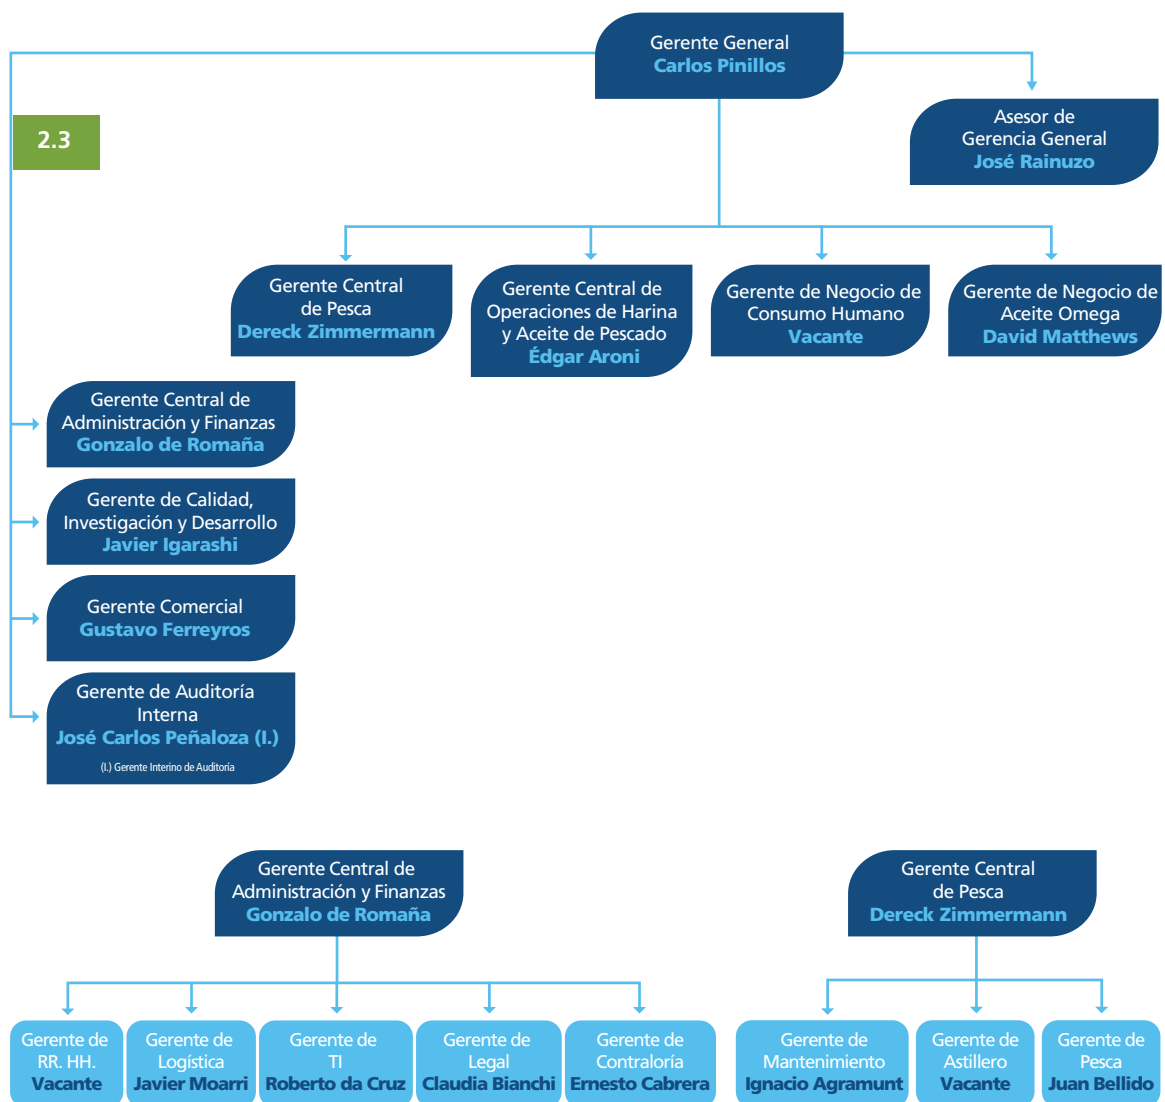 Gerente General
Carlos Pinillos
2.3
Asesor de
Gerencia General
José Rainuzo
Gerente Central
de Pesca
Dereck Zimmermann
Gerente Central de
Operaciones de Harina
y Aceite de Pescado
Édgar Aroni
Gerente de Negocio de
Consumo Humano
Vacante
Gerente de Negocio de
Aceite Omega
David Matthews
Gerente Central de
Administración y Finanzas
Gonzalo de Romaña
Gerente de Calidad,
Investigación y Desarrollo
Javier Igarashi
Gerente Comercial
Gustavo Ferreyros
Gerente de Auditoría
Interna
José Carlos Peñaloza (I.)
(I.) Gerente Interino de Auditoría
Gerente Central de
Administración y Finanzas
Gonzalo de Romaña
Gerente de
RR. HH.
Vacante
Gerente de
Logística
Javier Moarri
Gerente de
TI
Roberto da Cruz
Gerente de
Legal
Claudia Bianchi
Gerente de
Contraloría
Ernesto Cabrera
Gerente Central
de Pesca
Dereck Zimmermann
Gerente de
Mantenimiento
Ignacio Agramunt
Gerente de
Astillero
Vacante
Gerente de
Pesca
Juan Bellido